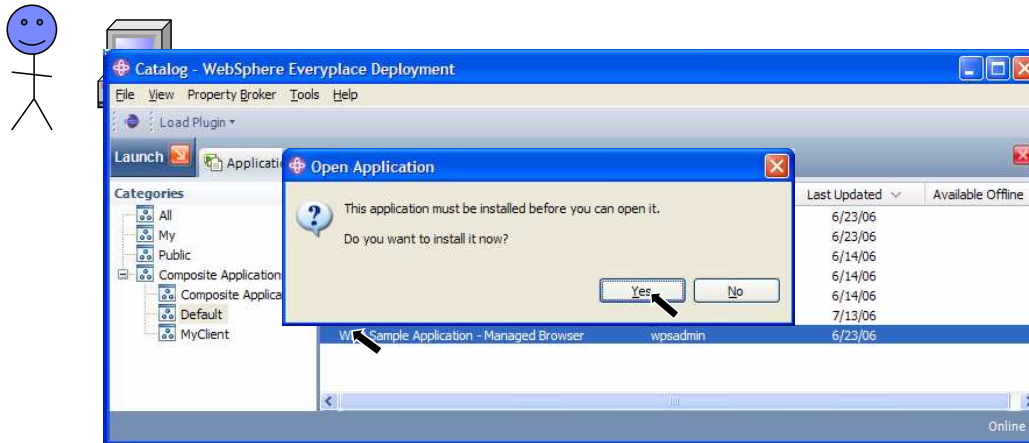 Catalog - WebSphere Everyplace Deployment
File View Property Broker Tools Help
Load Plugin
Launch
Open Application
This application must be installed before you can open it.
Do you want to install it now?
Yes No
Categories
All
My
Public
Composite Application
Default
MyClient
Last Updated Available Offline
6/23/06
6/23/06
6/14/06
6/14/06
6/14/06
7/13/06
Sample Application - Managed Browser wpsadmin 6/23/06
Online